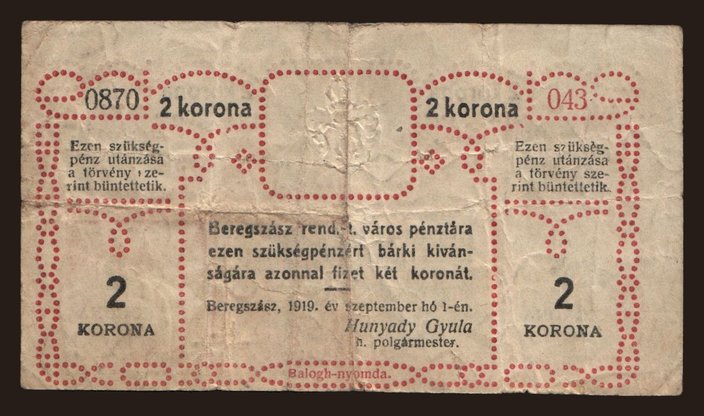 0870 2 korona 2 korona 043
Ezen szükség-
pénz utánzása
a törvény sze-
rint büntettetik.
Ezen szükség-
pénz utánzása
a törvény sze-
rint büntettetik.
Beregszász rend. t. város pénztára
ezen szükségpénzért bárki kiván-
ságára azonnal fizet két koronát.
Beregszász, 1919. év szeptember hó 1-én.
Hunyady Gyula
h. polgármester.
2
KORONA
2
KORONA
Balogh-nyomda.